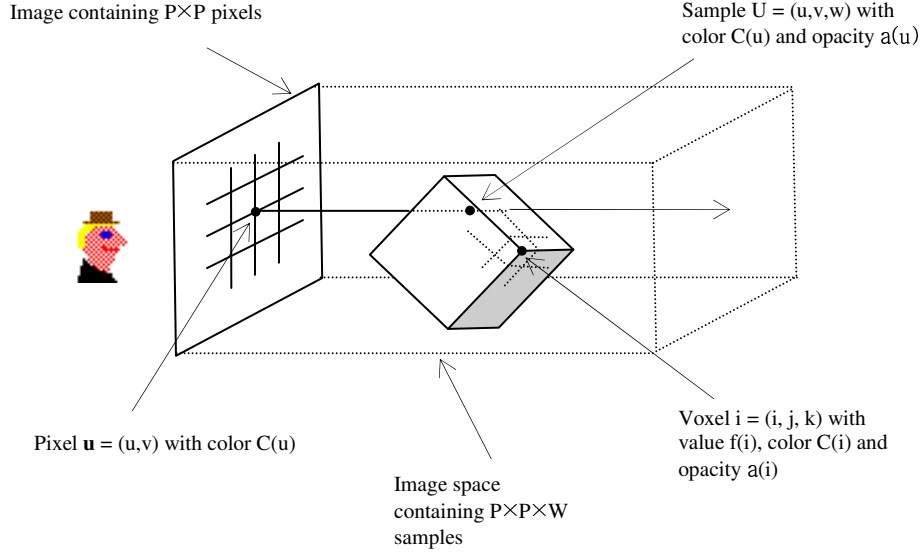 Image containing P×P pixels
Sample U = (u,v,w) with
color C(u) and opacity a(u)
Pixel u = (u,v) with color C(u)
Voxel i = (i, j, k) with
value f(i), color C(i) and
opacity a(i)
Image space
containing P×P×W
samples